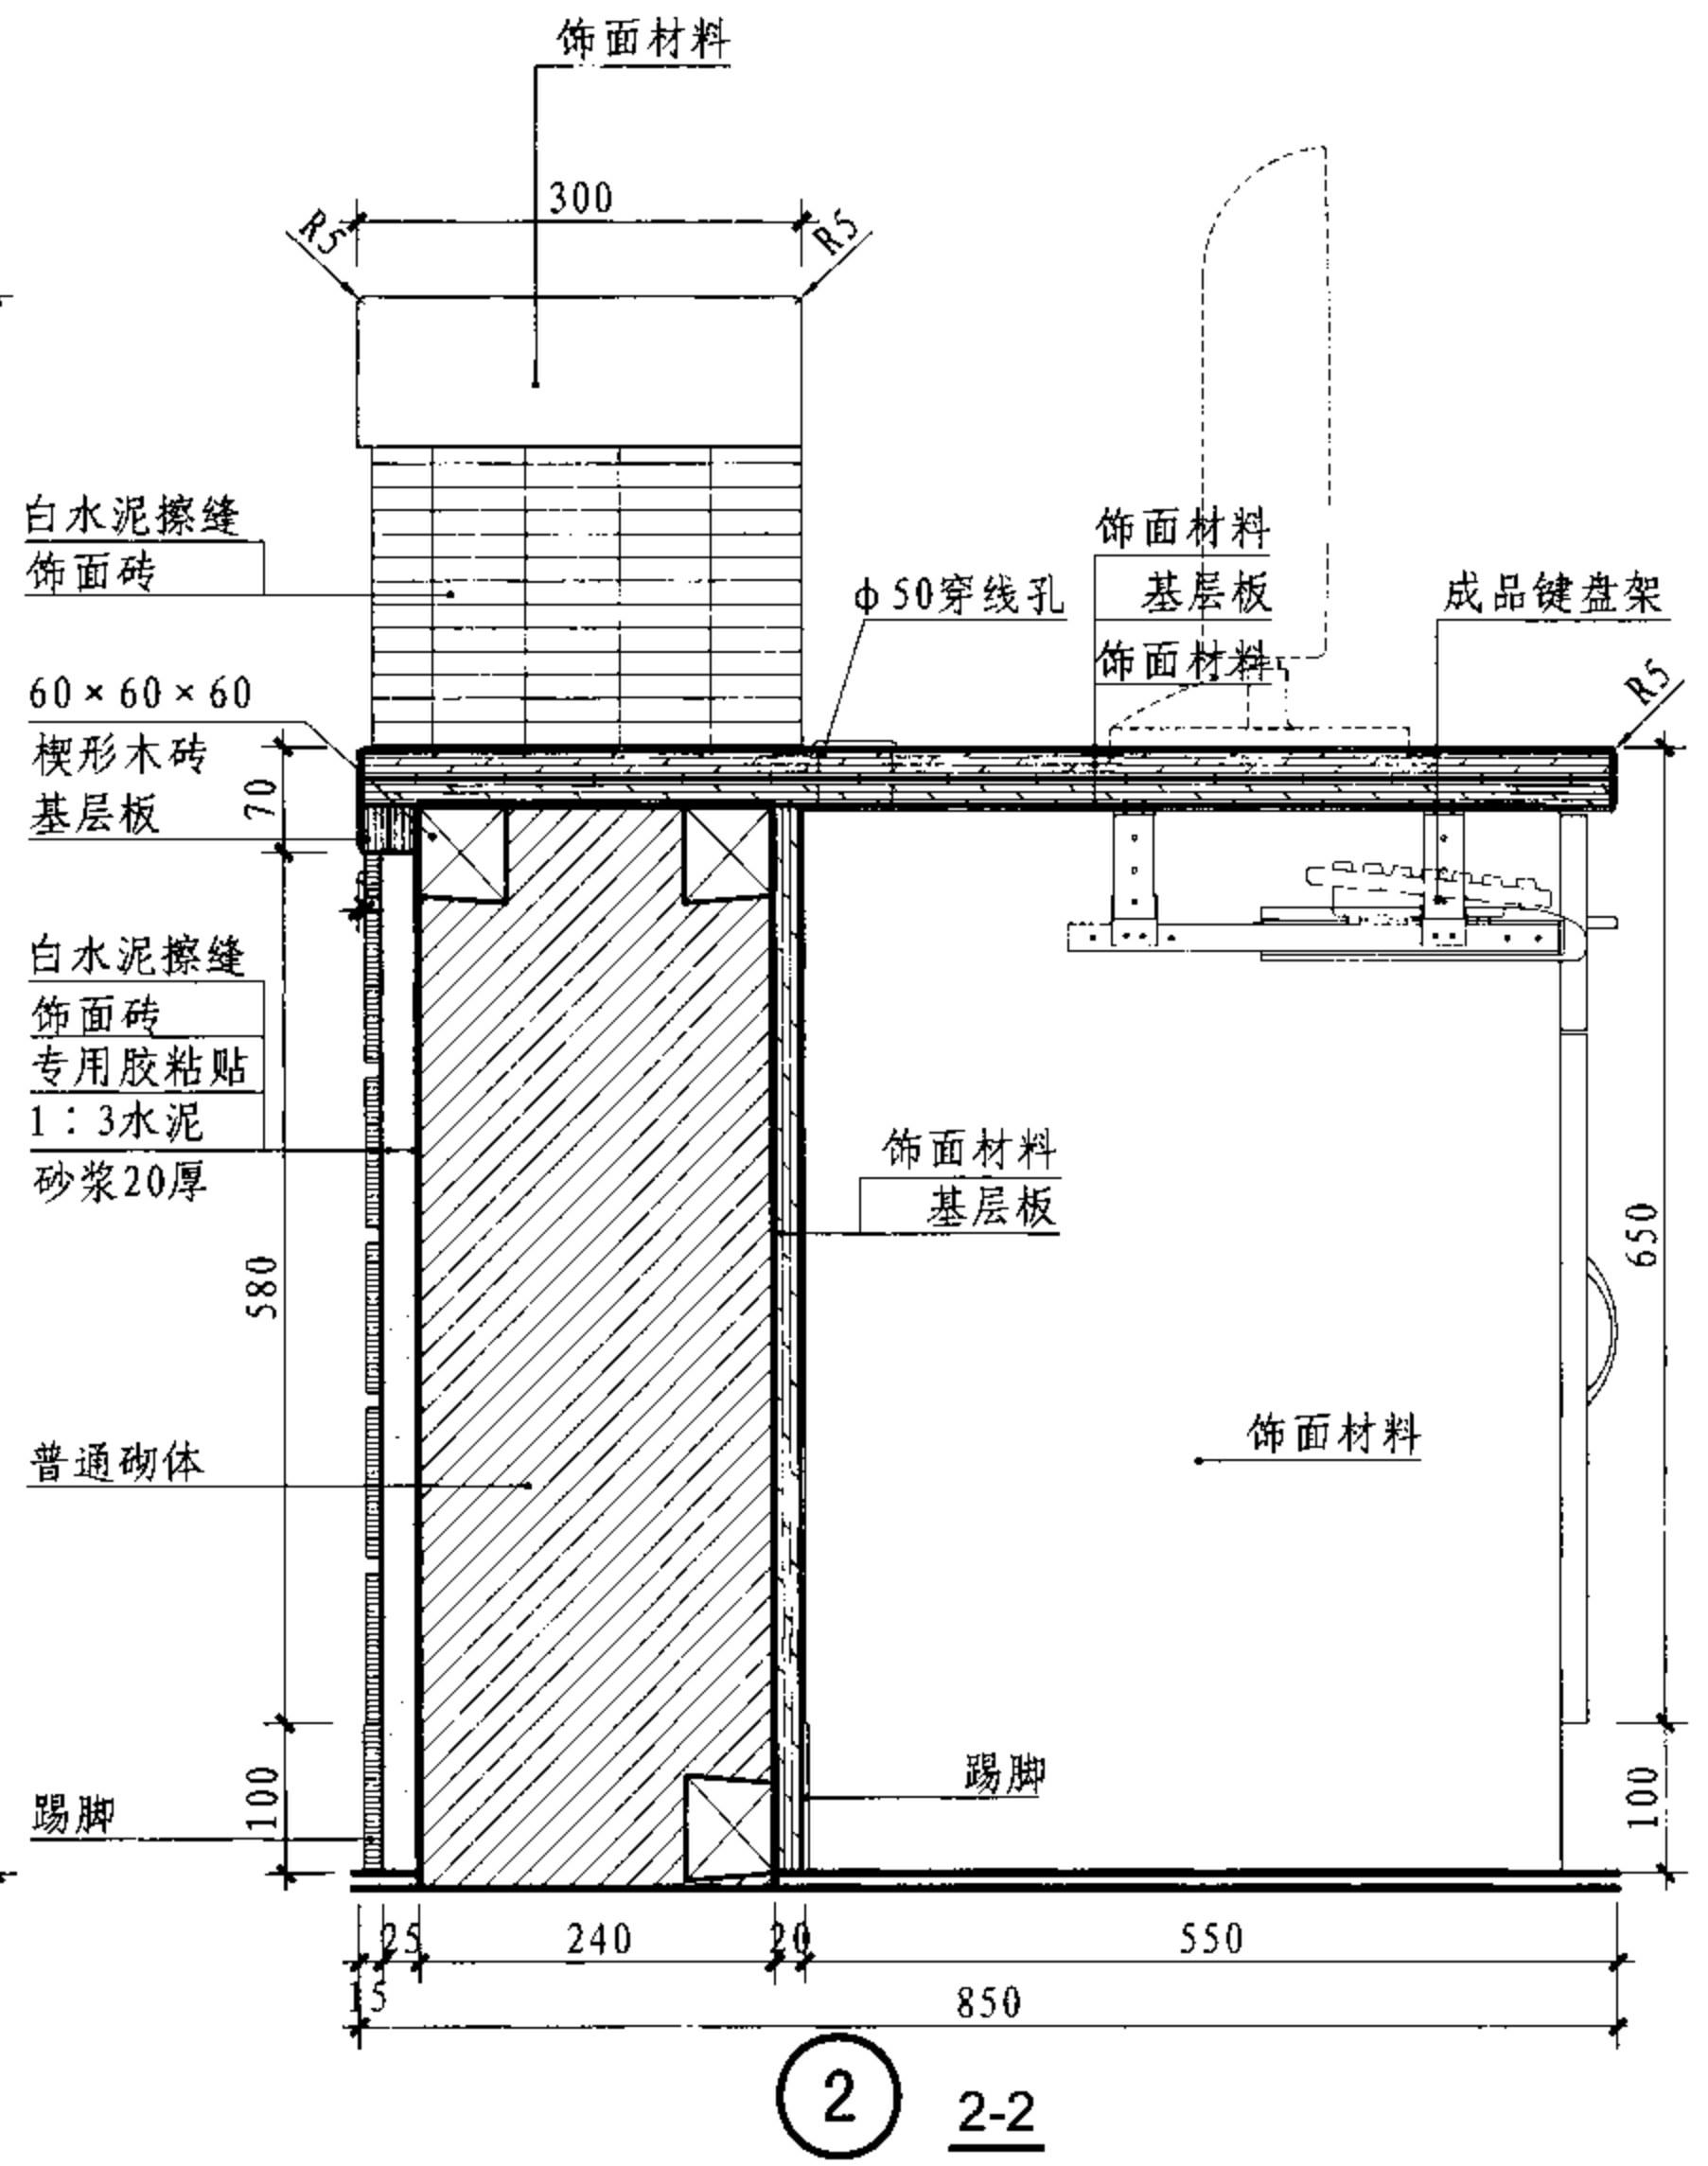 饰面材料
300
R5
R5
白水泥擦缝
饰面砖
饰面材料
φ50穿线孔
基层板
成品键盘架
饰面材料
R5
60×60×60
楔形木砖
基层板
70
白水泥擦缝
饰面砖
专用胶粘贴
1：3水泥
砂浆20厚
饰面材料
基层板
580
650
普通砌体
饰面材料
踢脚
踢脚
100
100
25
240
20
550
15
850
2
2-2